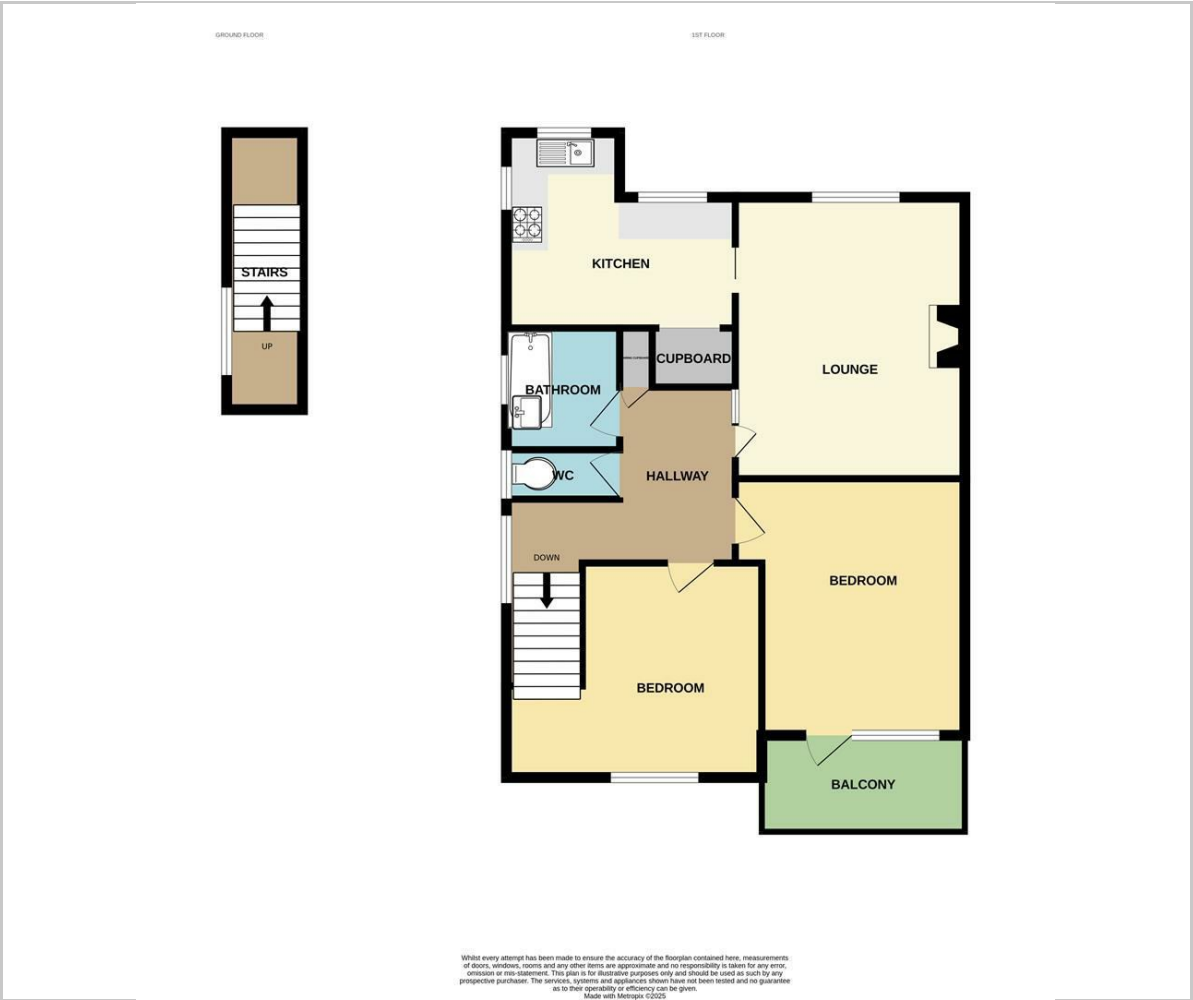 GROUND FLOOR
1ST FLOOR
STAIRS
UP
KITCHEN
CUPBOARD
BATHROOM
LOUNGE
WC
HALLWAY
DOWN
BEDROOM
BEDROOM
BALCONY
Whilst every attempt has been made to ensure the accuracy of the floorplan contained here, measurements
of doors, windows, rooms and any other items are approximate and no responsibility is taken for any error,
omission or mis-statement. This plan is for illustrative purposes only and should be used as such by any
prospective purchaser. The services, systems and appliances shown have not been tested and no guarantee
as to their operability or efficiency can be given.
Made with Metropix ©2025